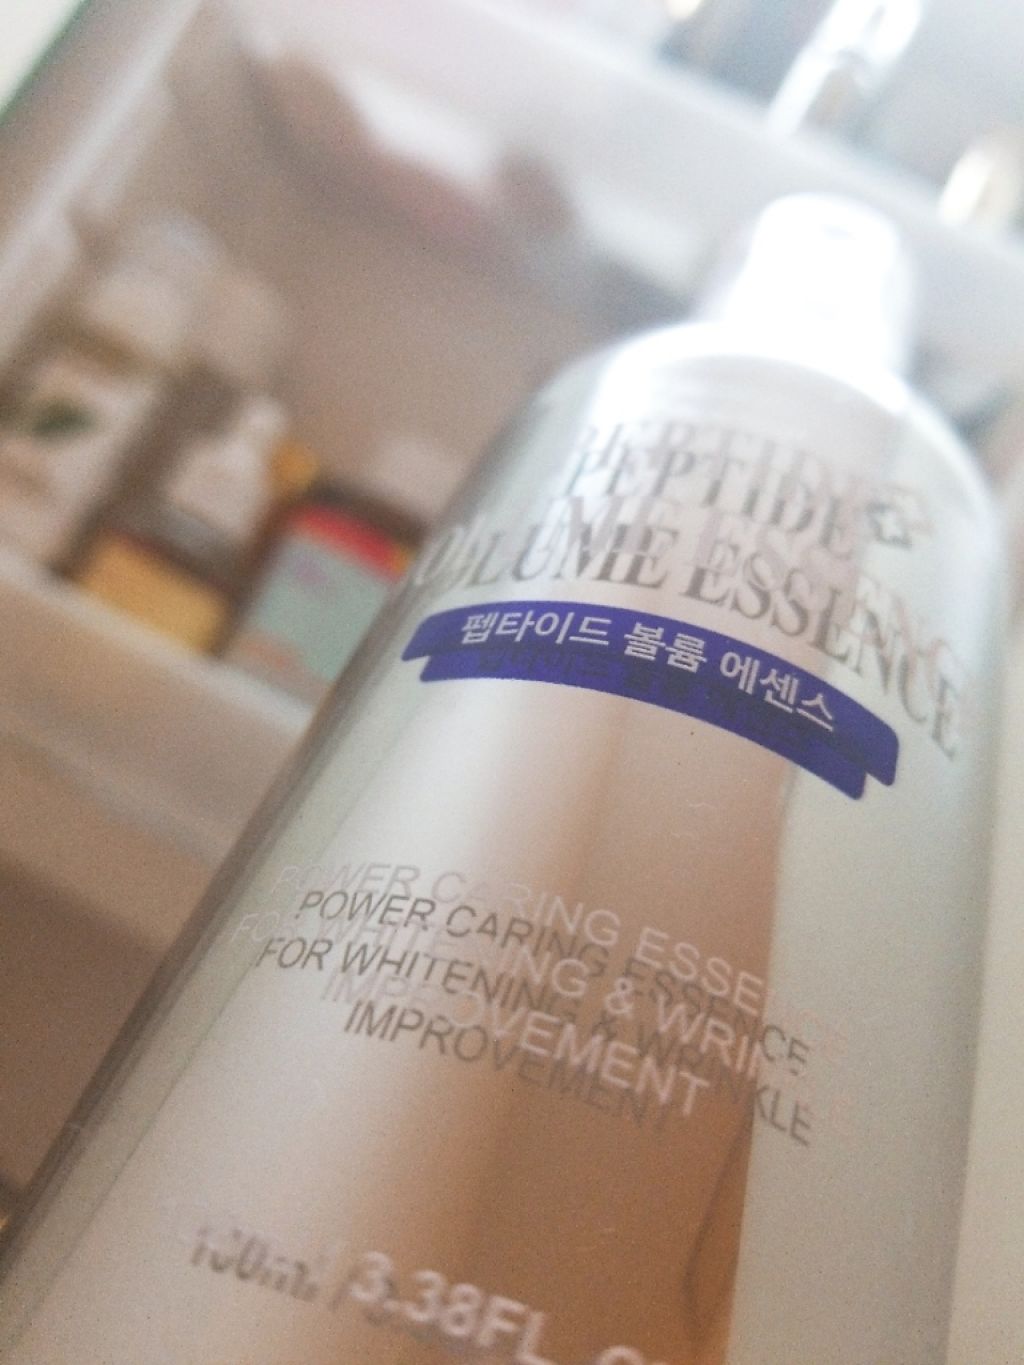 PEPTIDE
VOLUME ESSENCE
펩타이드 볼륨 에센스
POWER CARING ESSENCE
FOR WHITENING & WRINKLE
IMPROVEMENT
100ml / 3.38FL.